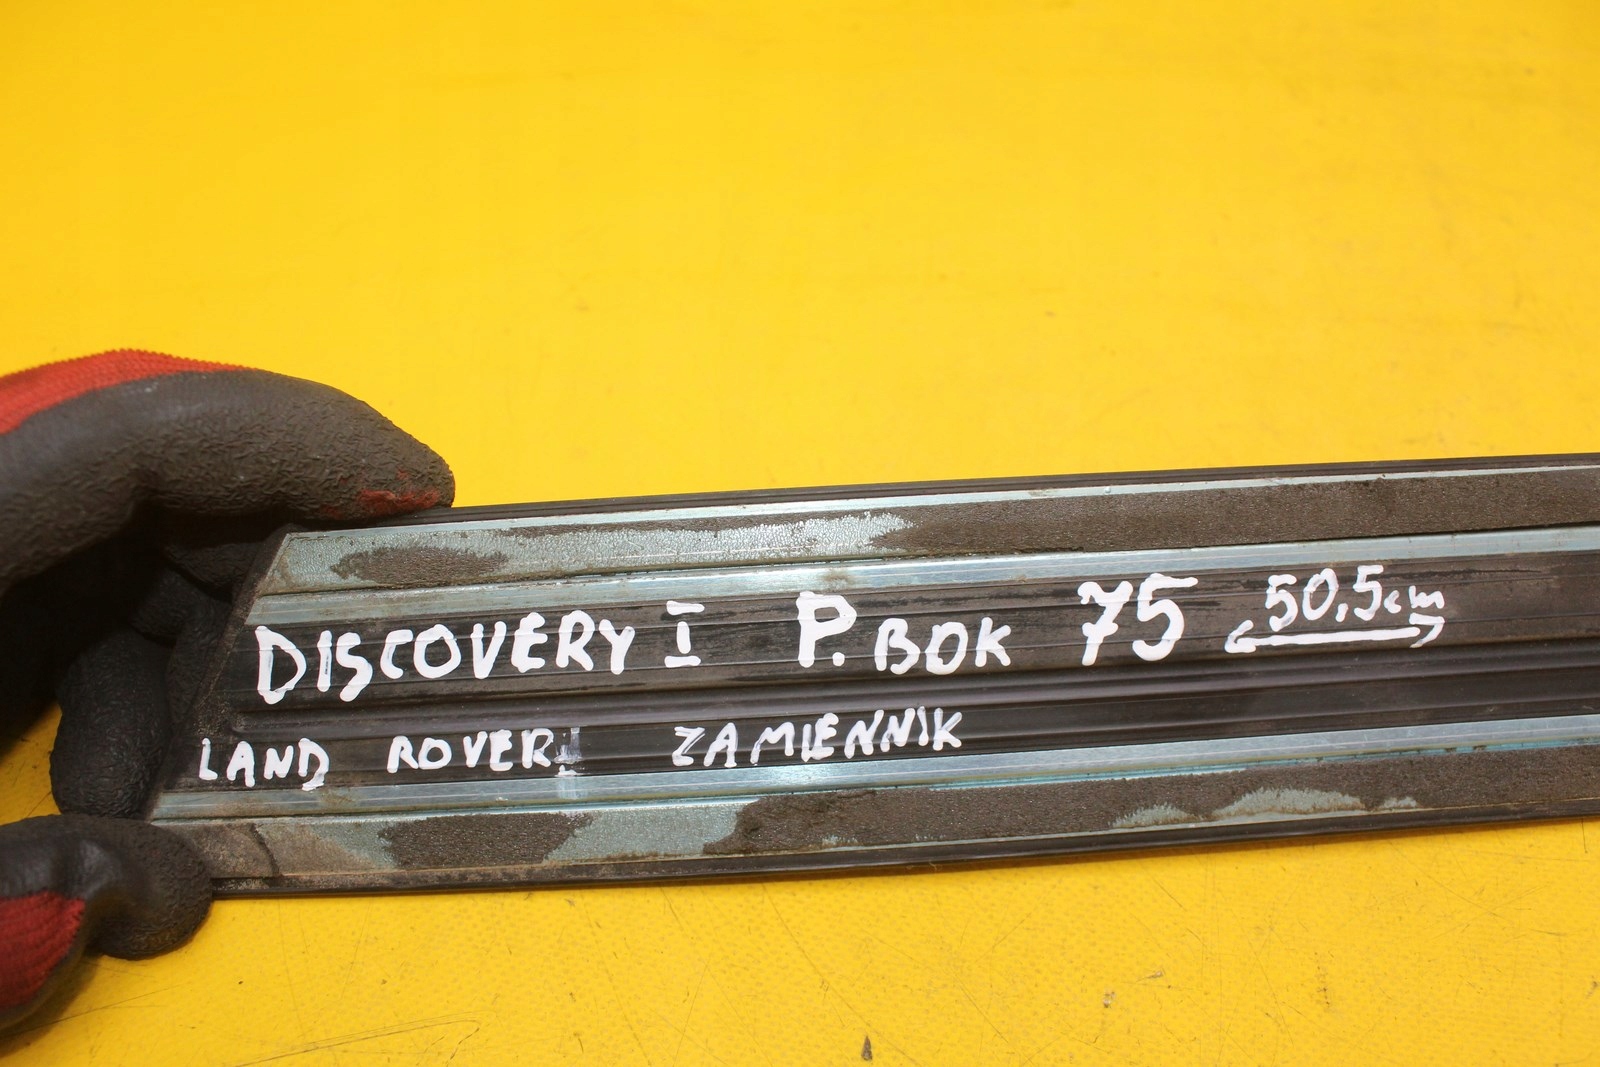 DISCOVERY I P. BOK 75 50,5cm
LAND ROVER ZAMIENNIK